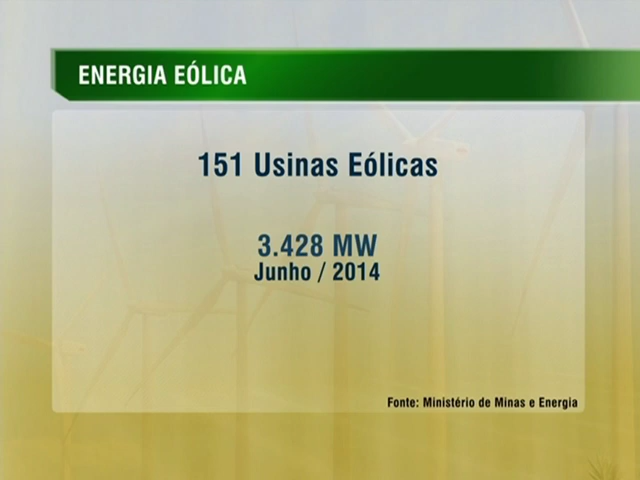 ENERGIA EÓLICA
151 Usinas Eólicas
3.428 MW
Junho / 2014
Fonte: Ministério de Minas e Energia